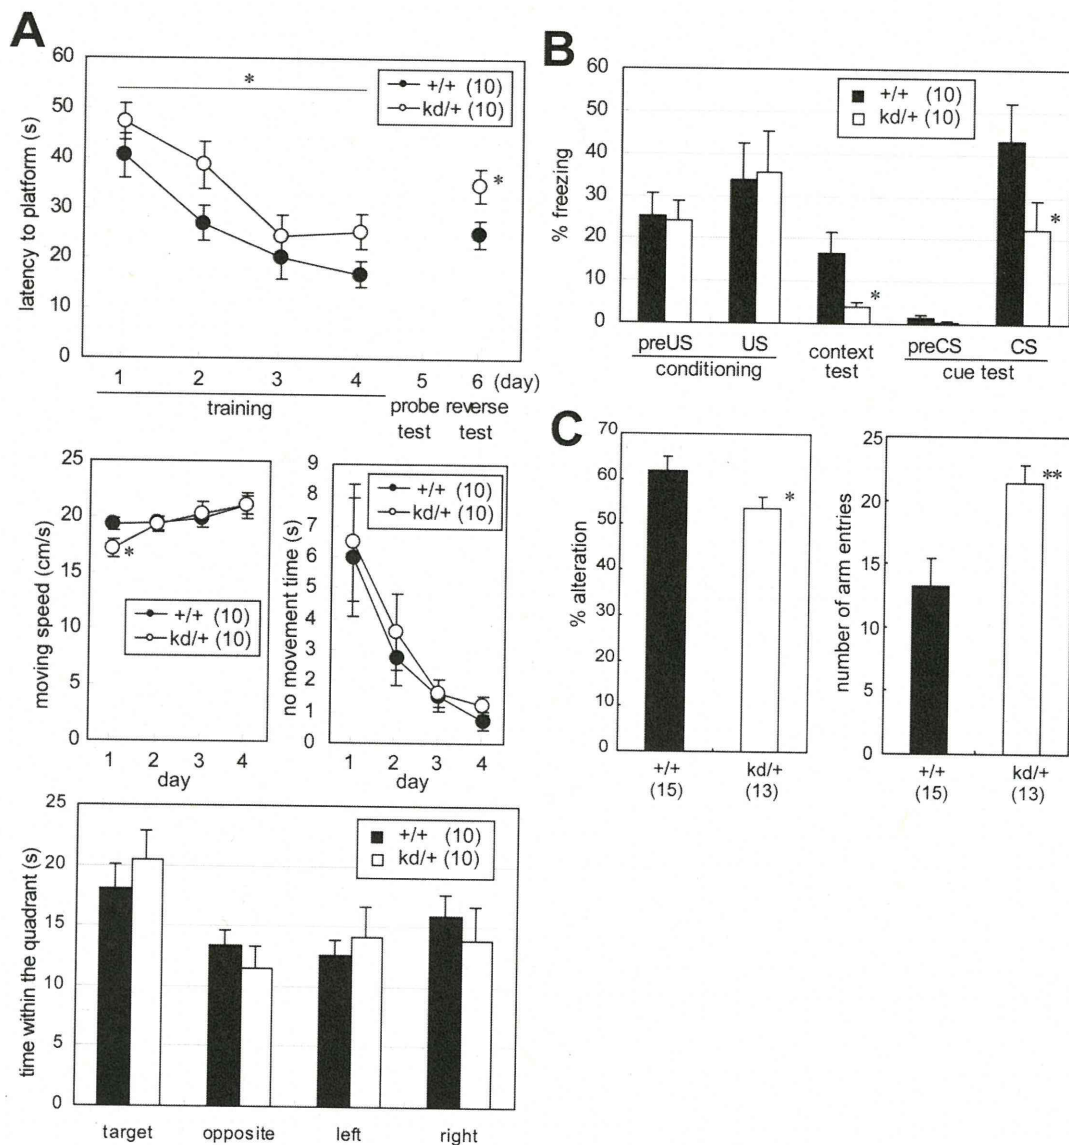 A
60
50
40
30
20
10
0
latency to platform (s)
*
+/+ (10)
kd/+ (10)
*
1 2 3 4 5 6 (day)
training
probe reverse
test test
25
20
15
10
5
0
moving speed (cm/s)
*
+/+ (10)
kd/+ (10)
1 2 3 4
day
9
8
7
6
5
4
3
2
1
0
no movement time (s)
+/+ (10)
kd/+ (10)
1 2 3 4
day
25
20
15
10
5
0
time within the quadrant (s)
+/+ (10)
kd/+ (10)
target opposite left right
B
60
50
40
30
20
10
0
% freezing
+/+ (10)
kd/+ (10)
*
*
preUS US
conditioning
context
test
preCS CS
cue test
C
70
60
50
40
30
20
10
0
% alteration
*
+/+ kd/+
(15) (13)
25
20
15
10
5
0
number of arm entries
**
+/+ kd/+
(15) (13)